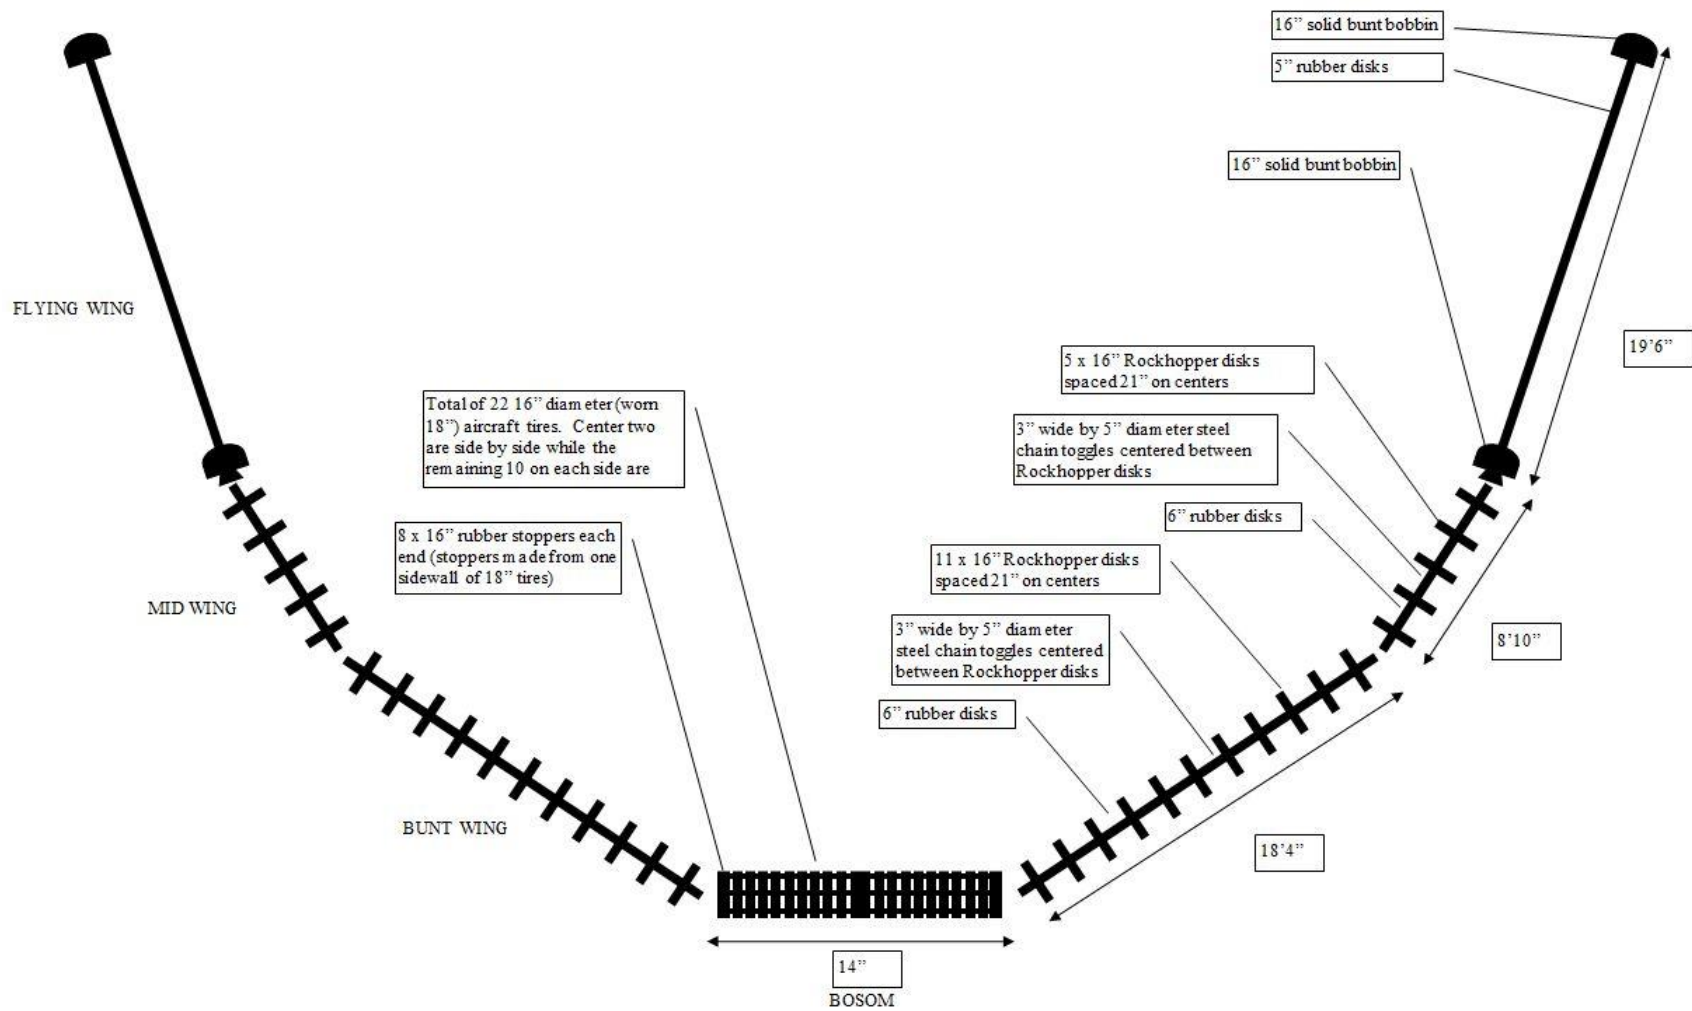 16” solid bunt bobbin
5” rubber disks
16” solid bunt bobbin
FLYING WING
19’6”
5 x 16” Rockhopper disks
spaced 21” on centers
Total of 22 16” diameter (worn
18”) aircraft tires. Center two
are side by side while the
remaining 10 on each side are
3” wide by 5” diameter steel
chain toggles centered between
Rockhopper disks
6” rubber disks
8 x 16” rubber stoppers each
end (stoppers made from one
sidewall of 18” tires)
11 x 16” Rockhopper disks
spaced 21” on centers
MID WING
3” wide by 5” diameter
steel chain toggles centered
between Rockhopper disks
8’10”
6” rubber disks
BUNT WING
18’4”
14”
BOSOM